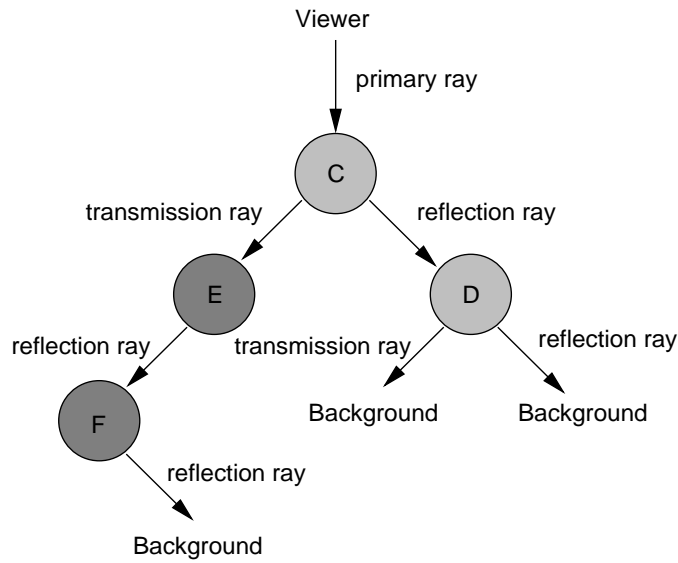 Viewer
primary ray
C
transmission ray
reflection ray
E
D
reflection ray
transmission ray
reflection ray
Background
Background
F
reflection ray
Background